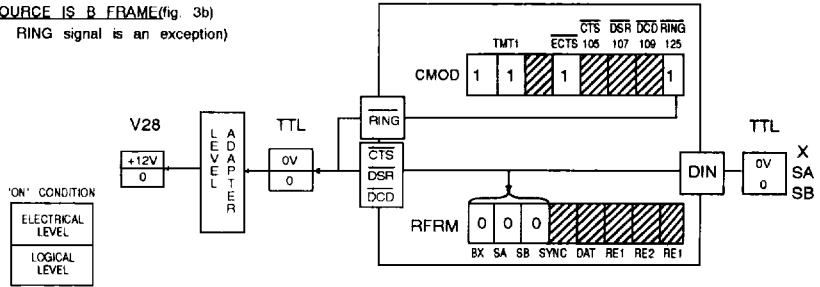 OURCE IS B FRAME(fig. 3b)
RING signal is an exception)
TMT1 ECTS CTS 105 DSR 107 DCD 109 RING 125
CMOD 1 1 1 1
RING
V28
LEVEL ADAPTER
TTL
+12V
0
0V
0
CTS
DSR
DCD
DIN
TTL
0V
0
X
SA
SB
'ON' CONDITION
ELECTRICAL
LEVEL
LOGICAL
LEVEL
RFRM 0 0 0
BX SA SB SYNC DAT RE1 RE2 RE1